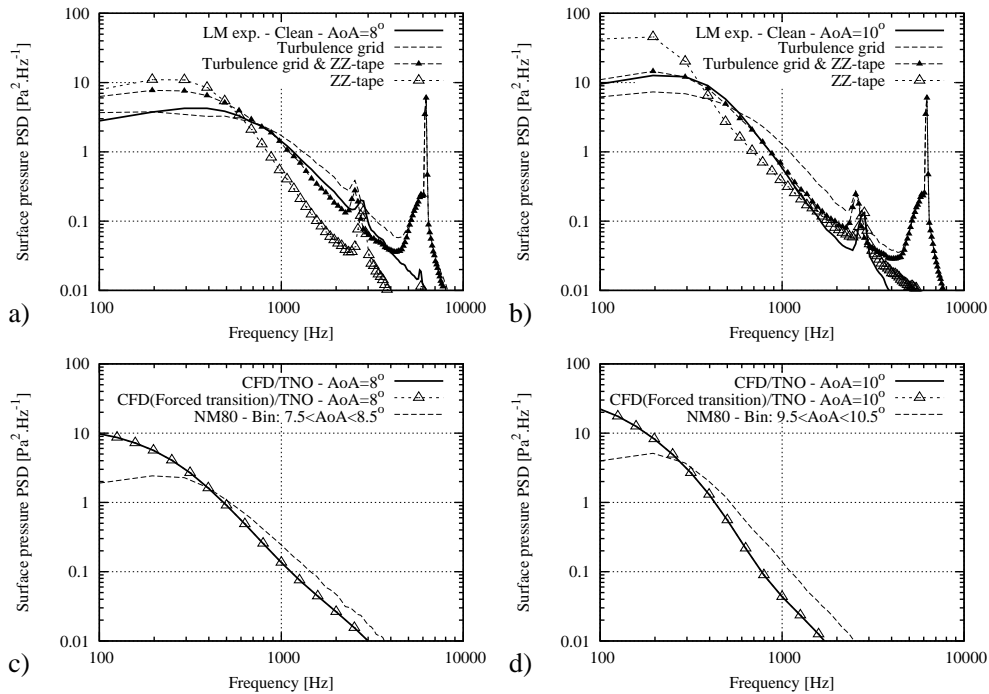 a)
Surface pressure PSD [Pa².Hz⁻¹]
100
10
1
0.1
0.01
LM exp. - Clean - AoA=8°
Turbulence grid
Turbulence grid & ZZ-tape
ZZ-tape
100
1000
10000
Frequency [Hz]
b)
Surface pressure PSD [Pa².Hz⁻¹]
100
10
1
0.1
0.01
LM exp. - Clean - AoA=10°
Turbulence grid
Turbulence grid & ZZ-tape
ZZ-tape
100
1000
10000
Frequency [Hz]
c)
Surface pressure PSD [Pa².Hz⁻¹]
100
10
1
0.1
0.01
CFD/TNO - AoA=8°
CFD(Forced transition)/TNO - AoA=8°
NM80 - Bin: 7.5<AoA<8.5°
100
1000
10000
Frequency [Hz]
d)
Surface pressure PSD [Pa².Hz⁻¹]
100
10
1
0.1
0.01
CFD/TNO - AoA=10°
CFD(Forced transition)/TNO - AoA=10°
NM80 - Bin: 9.5<AoA<10.5°
100
1000
10000
Frequency [Hz]